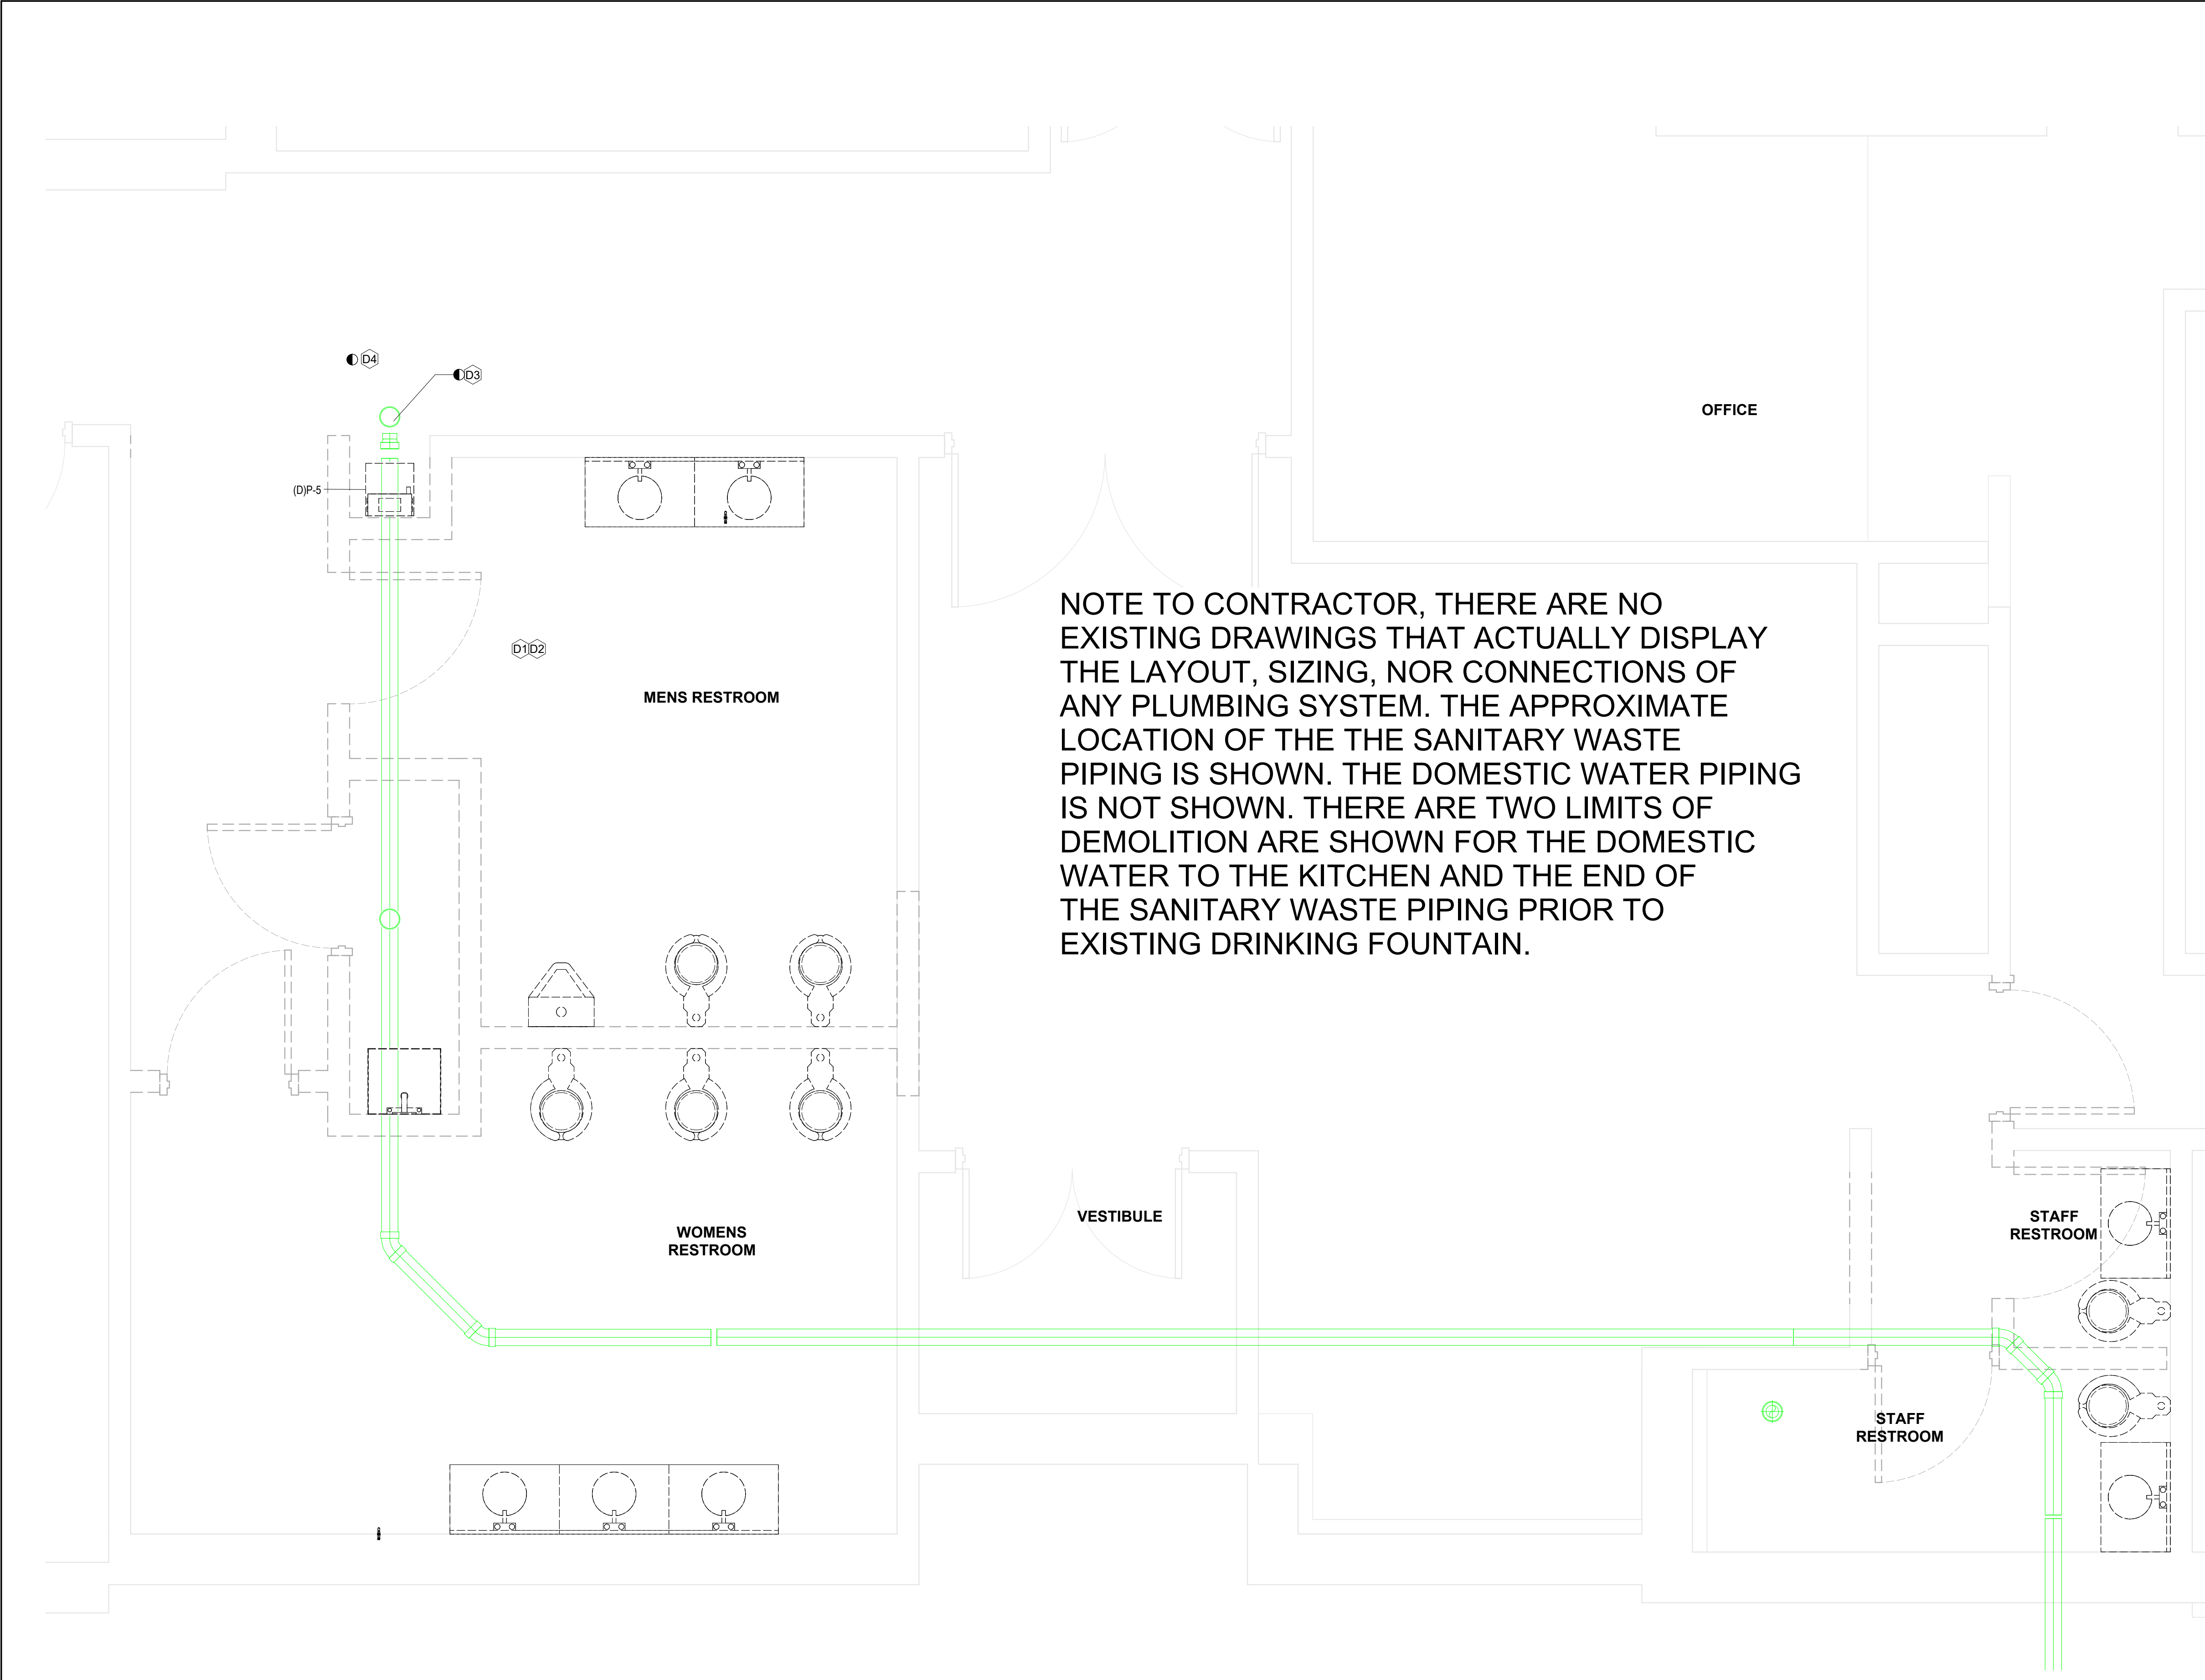 OFFICE
D4
D3
(D)P-5
D1 D2
MENS RESTROOM
NOTE TO CONTRACTOR, THERE ARE NO
EXISTING DRAWINGS THAT ACTUALLY DISPLAY
THE LAYOUT, SIZING, NOR CONNECTIONS OF
ANY PLUMBING SYSTEM. THE APPROXIMATE
LOCATION OF THE THE SANITARY WASTE
PIPING IS SHOWN. THE DOMESTIC WATER PIPING
IS NOT SHOWN. THERE ARE TWO LIMITS OF
DEMOLITION ARE SHOWN FOR THE DOMESTIC
WATER TO THE KITCHEN AND THE END OF
THE SANITARY WASTE PIPING PRIOR TO
EXISTING DRINKING FOUNTAIN.
WOMENS
RESTROOM
VESTIBULE
STAFF
RESTROOM
STAFF
RESTROOM